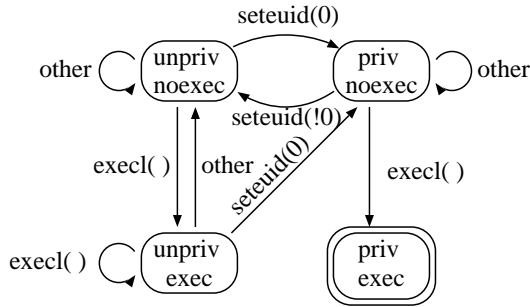 seteuid(0)
unpriv
noexec
priv
noexec
other
other
seteuid(!0)
execl( )
other
seteuid(0)
execl( )
unpriv
exec
priv
exec
execl( )